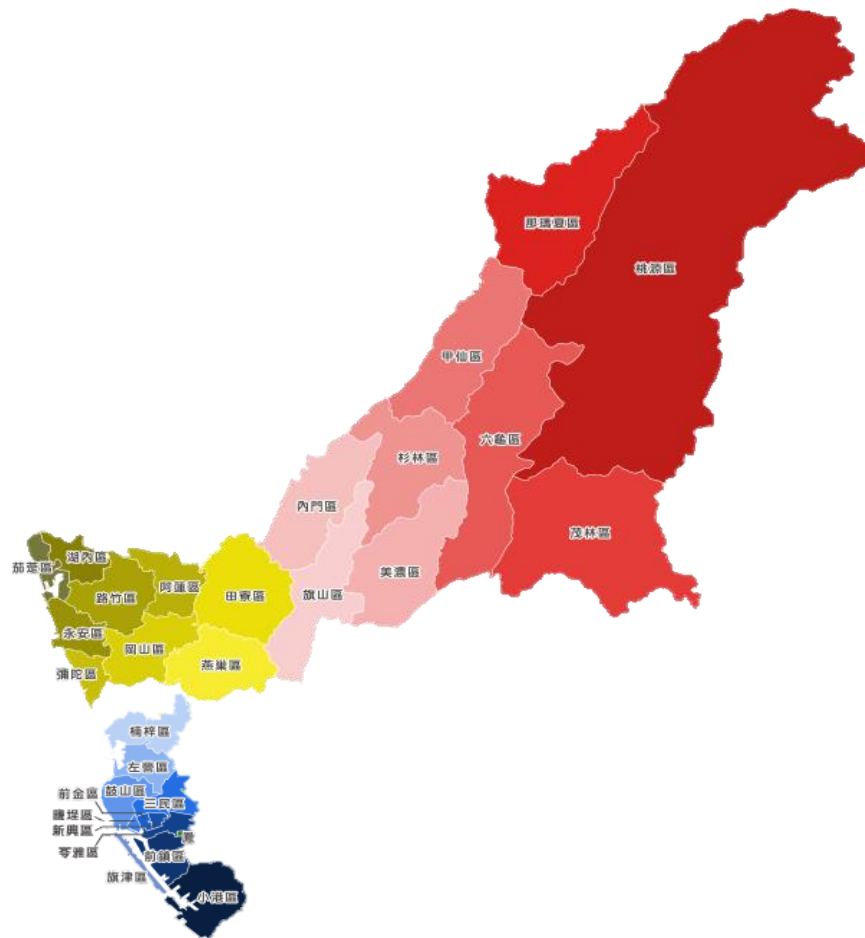 那瑪夏區
桃源區
甲仙區
六龜區
杉林區
內門區
茂林區
美濃區
旗山區
湖內區
茄萣區
阿蓮區
路竹區
田寮區
永安區
岡山區
燕巢區
彌陀區
楠梓區
左營區
鼓山區
前金區
三民區
鹽埕區
新興區
苓雅區
前鎮區
旗津區
小港區